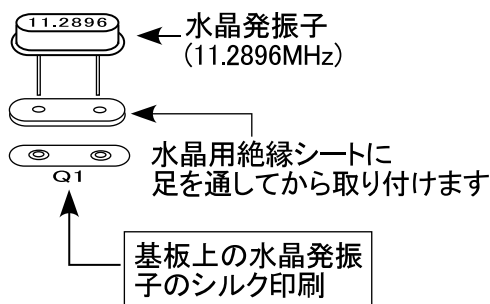 11.2896
水晶発振子
(11.2896MHz)
水晶用絶縁シートに
足を通してから取り付けます
Q1
基板上の水晶発振
子のシルク印刷